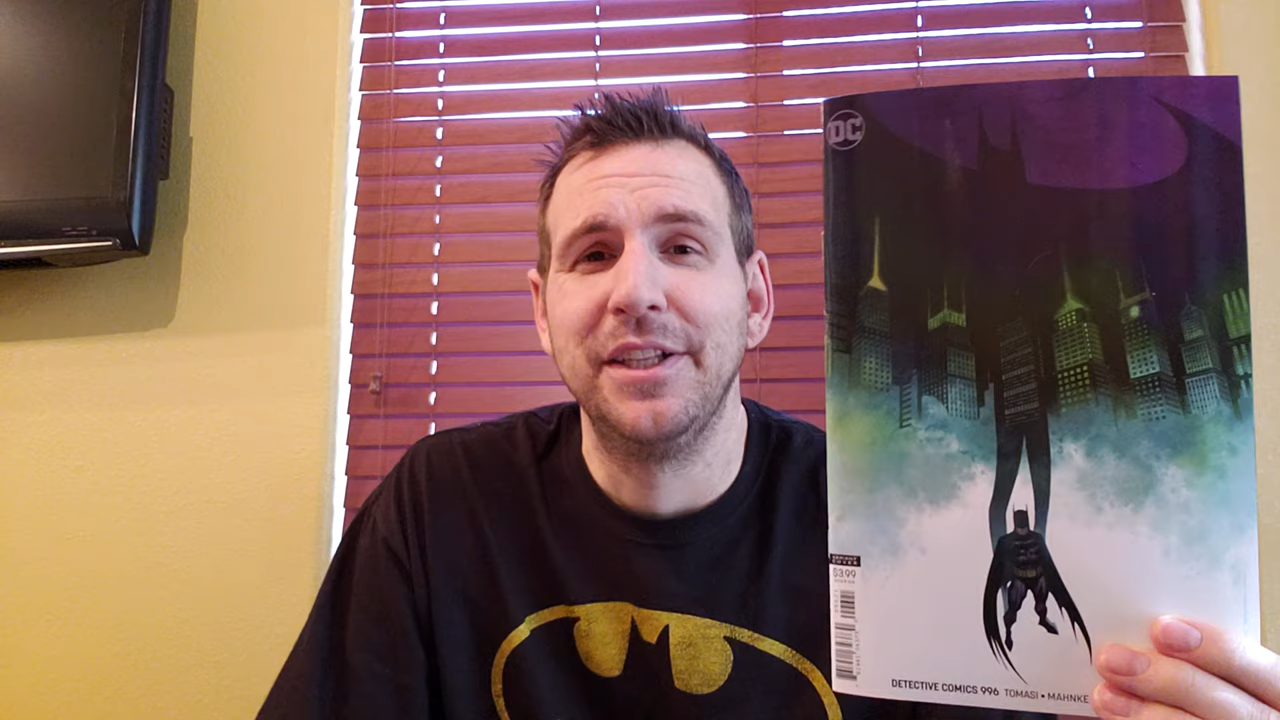 DC
VARIANT
COVER
$3.99
DETECTIVE COMICS 996 TOMASI • MAHNKE